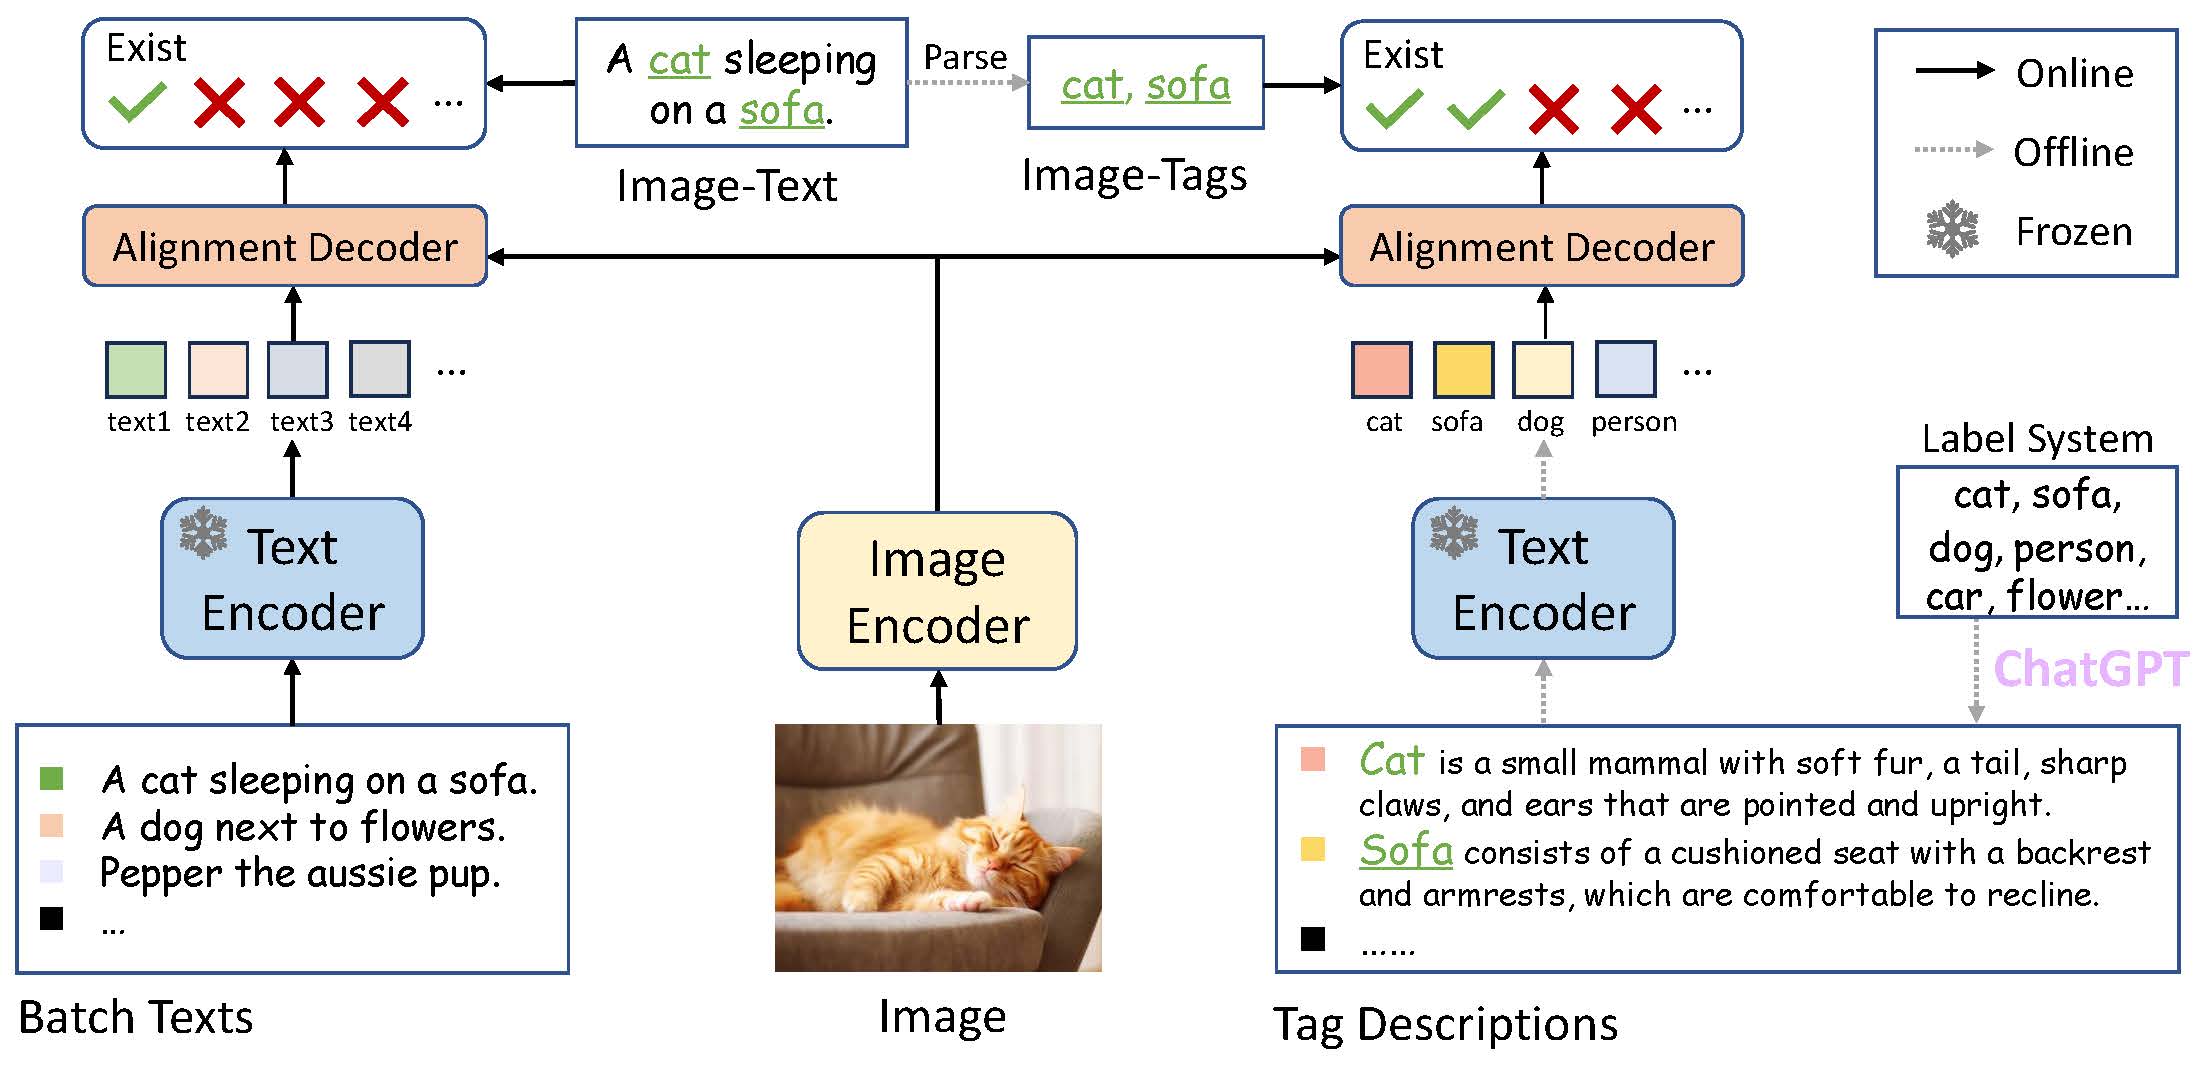 Exist
...
A cat sleeping
on a sofa.
Image-Text
Parse
cat, sofa
Image-Tags
Exist
...
Online
Offline
Frozen
Alignment Decoder
Alignment Decoder
...
text1 text2 text3 text4
...
cat sofa dog person
Text
Encoder
Image
Encoder
Text
Encoder
Label System
cat, sofa,
dog, person,
car, flower...
ChatGPT
A cat sleeping on a sofa.
A dog next to flowers.
Pepper the aussie pup.
...
Batch Texts
Image
Cat is a small mammal with soft fur, a tail, sharp
claws, and ears that are pointed and upright.
Sofa consists of a cushioned seat with a backrest
and armrests, which are comfortable to recline.
......
Tag Descriptions